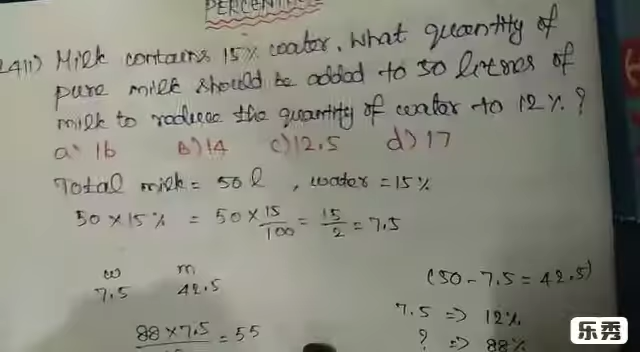 PERCENTAGE
2411) Milk contains 15% water. What quantity of
pure milk should be added to 50 litres of
milk to reduce the quantity of water to 12%?
a) 16 B) 14 c) 12.5 d) 17
Total milk = 50 l , water = 15%
50 × 15% = 50 × 15/100 = 15/2 = 7.5
w m
7.5 42.5
(50 - 7.5 = 42.5)
88 × 7.5 = 55
7.5 => 12%
? => 88%
乐秀